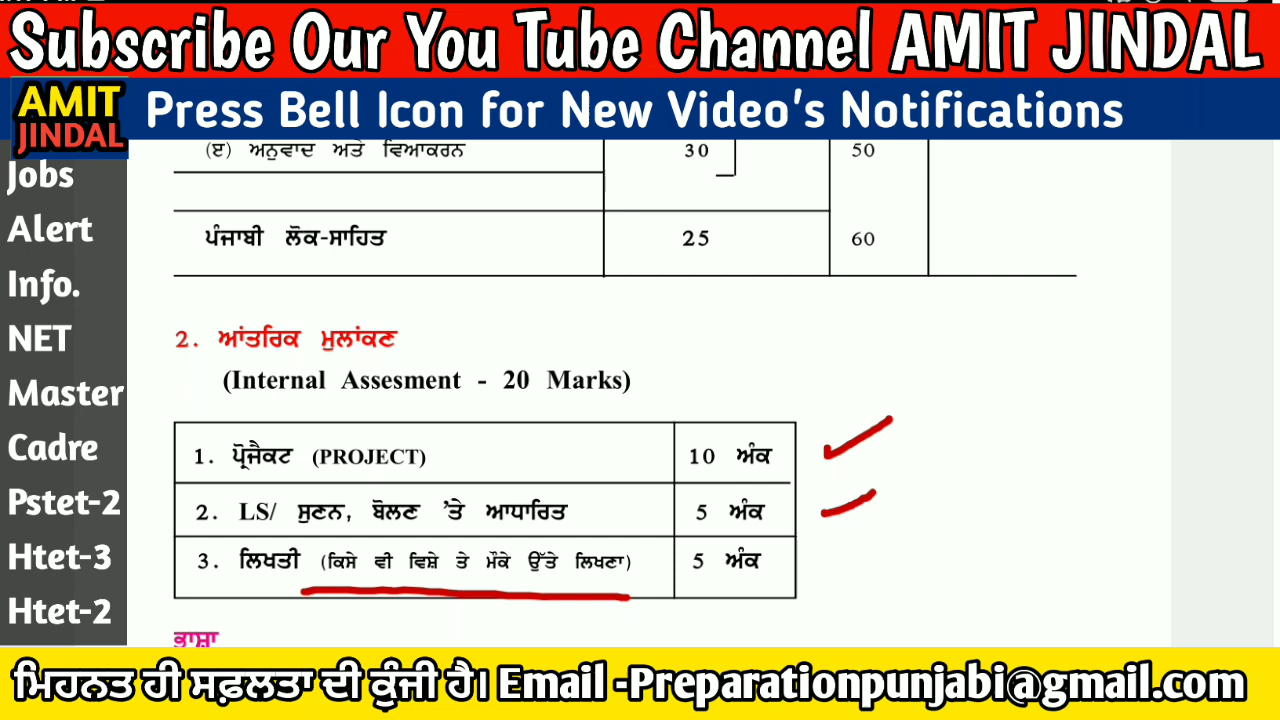 Subscribe Our You Tube Channel AMIT JINDAL
AMIT
JINDAL
Press Bell Icon for New Video's Notifications
Jobs
Alert
Info.
NET
Master
Cadre
Pstet-2
Htet-3
Htet-2
(ੲ) ਅਨੁਵਾਦ ਅਤੇ ਵਿਆਕਰਨ 30 50
ਪੰਜਾਬੀ ਲੋਕ-ਸਾਹਿਤ 25 60
2. ਆਂਤਰਿਕ ਮੁਲਾਂਕਣ
(Internal Assesment - 20 Marks)
1. ਪ੍ਰੋਜੈਕਟ (PROJECT) 10 ਅੰਕ
2. LS/ ਸੁਣਨ, ਬੋਲਣ 'ਤੇ ਆਧਾਰਿਤ 5 ਅੰਕ
3. ਲਿਖਤੀ (ਕਿਸੇ ਵੀ ਵਿਸ਼ੇ ਤੇ ਮੌਕੇ ਉੱਤੇ ਲਿਖਣਾ) 5 ਅੰਕ
ਭਾਸ਼ਾ
ਮਿਹਨਤ ਹੀ ਸਫ਼ਲਤਾ ਦੀ ਕੁੰਜੀ ਹੈ। Email -Preparationpunjabi@gmail.com